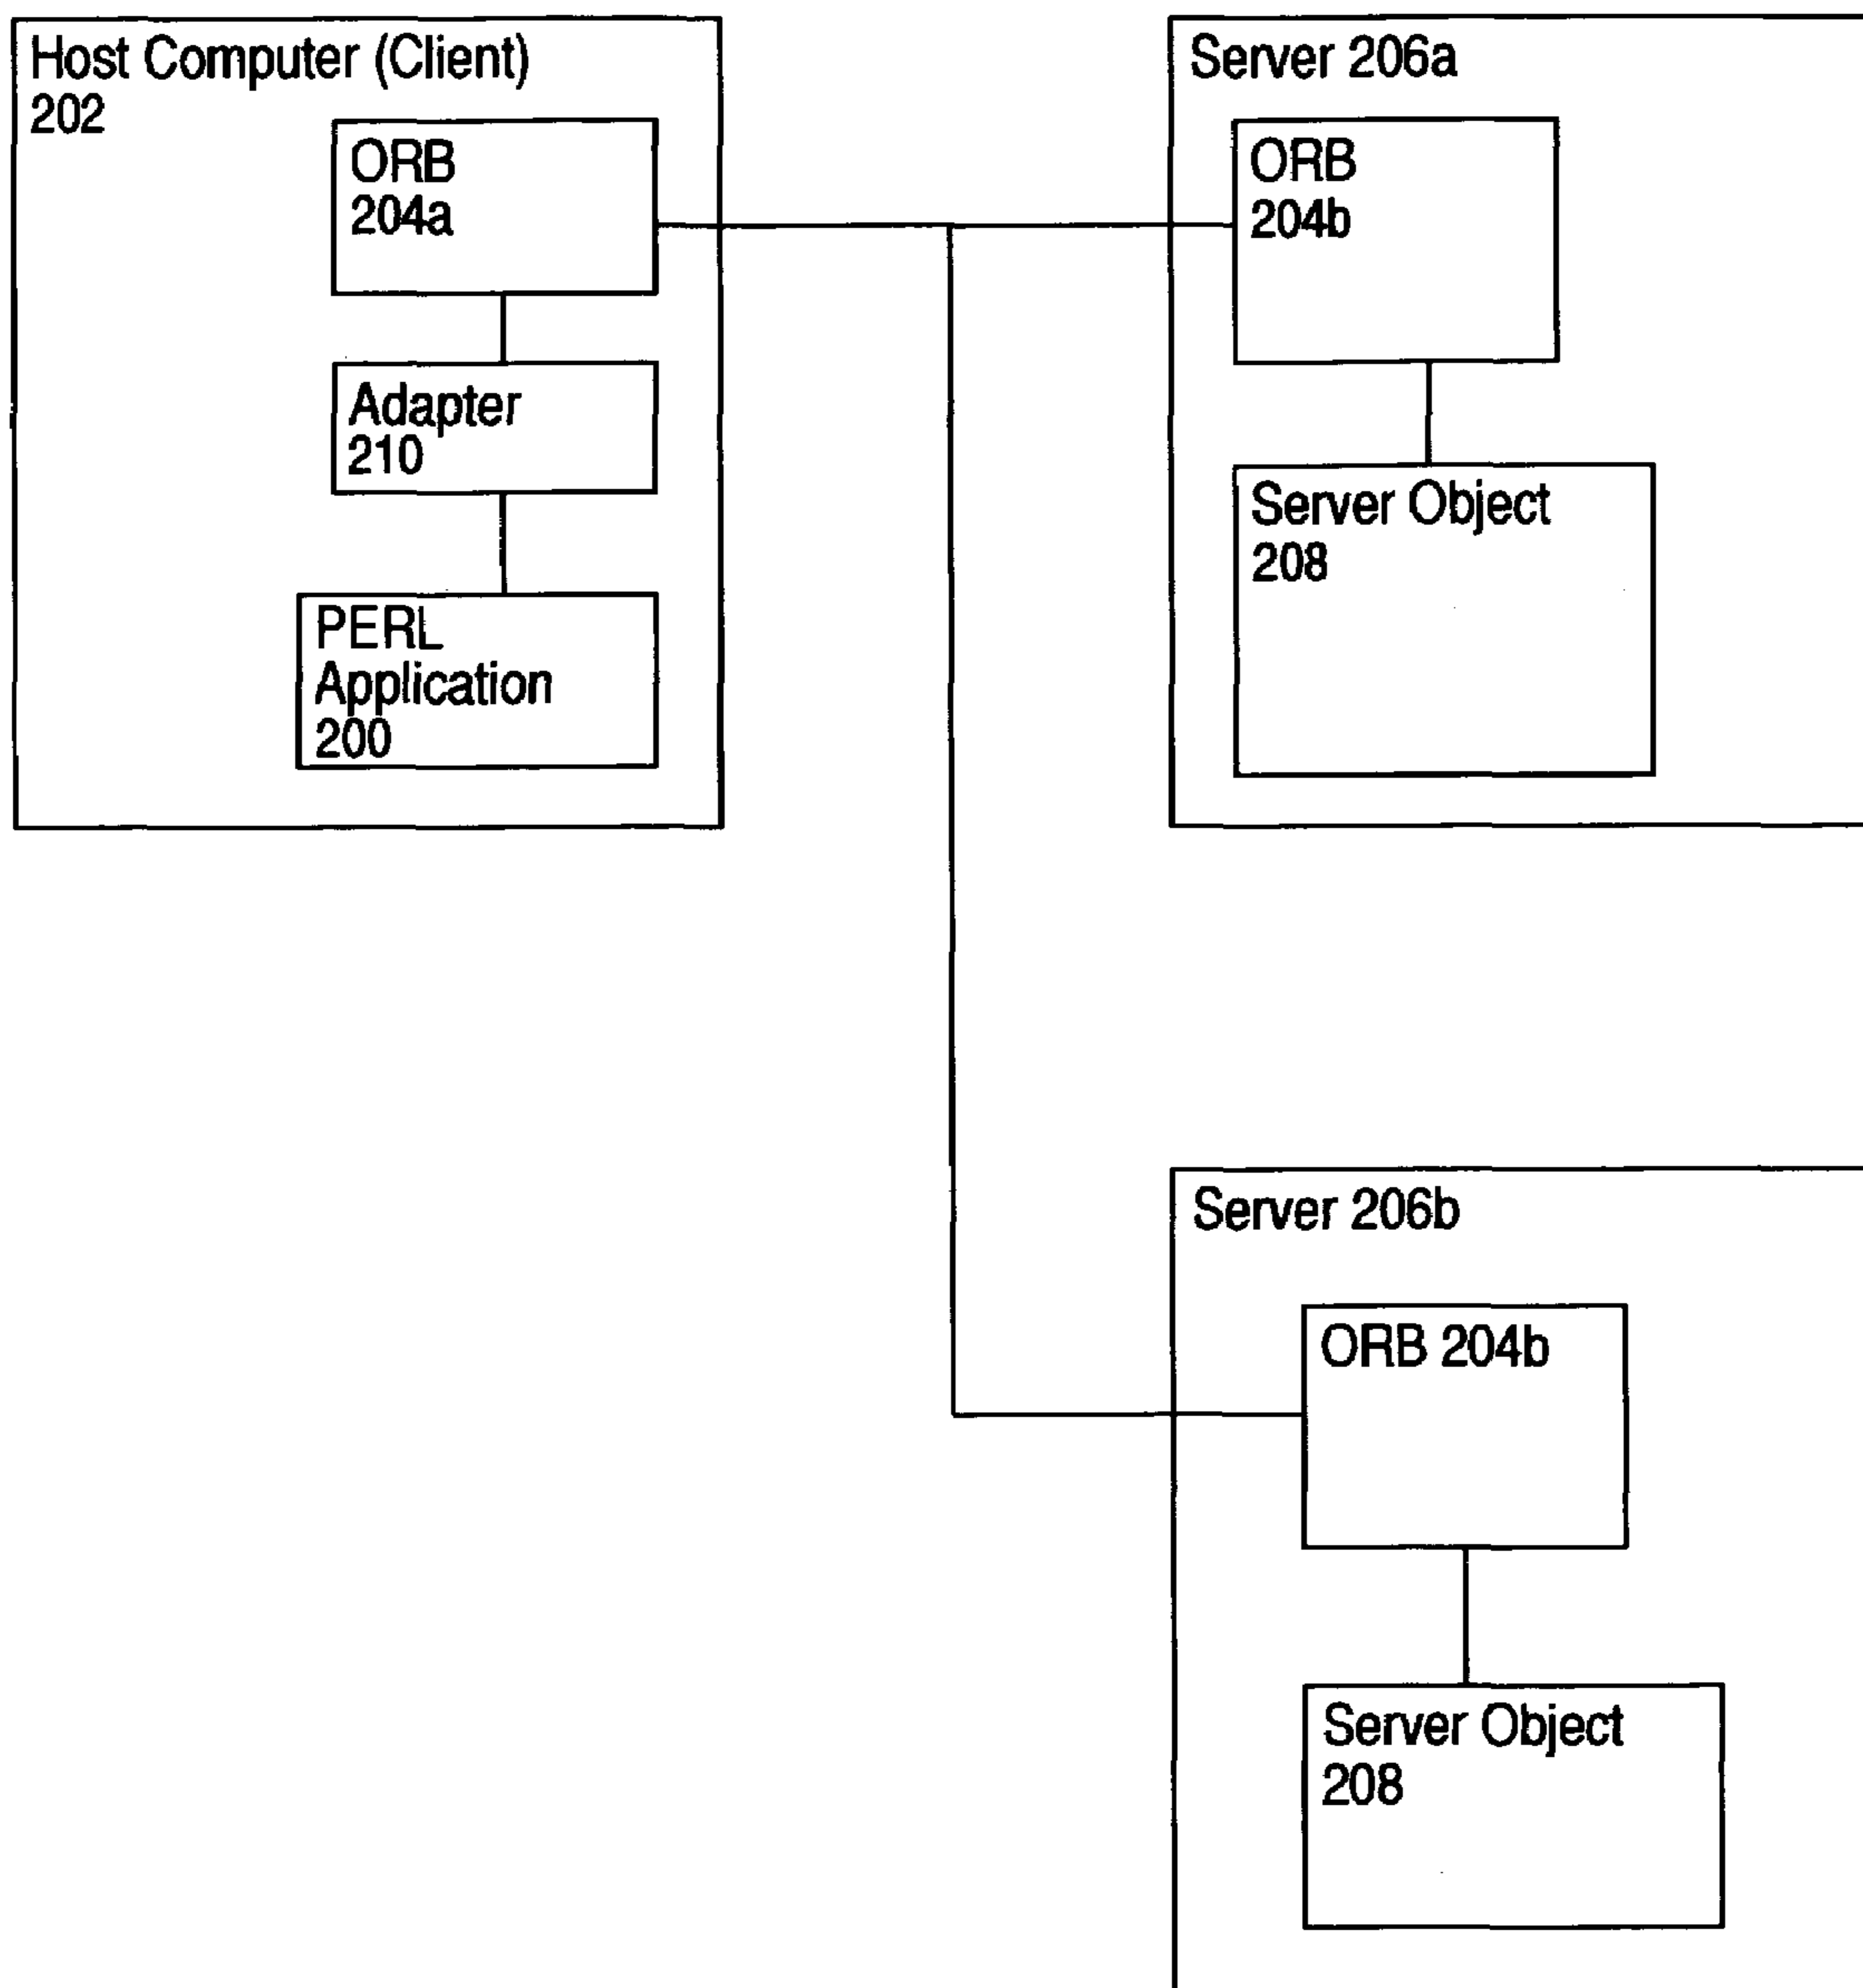 Host Computer (Client)
202
ORB
204a
Adapter
210
PERL
Application
200
Server 206a
ORB
204b
Server Object
208
Server 206b
ORB 204b
Server Object
208